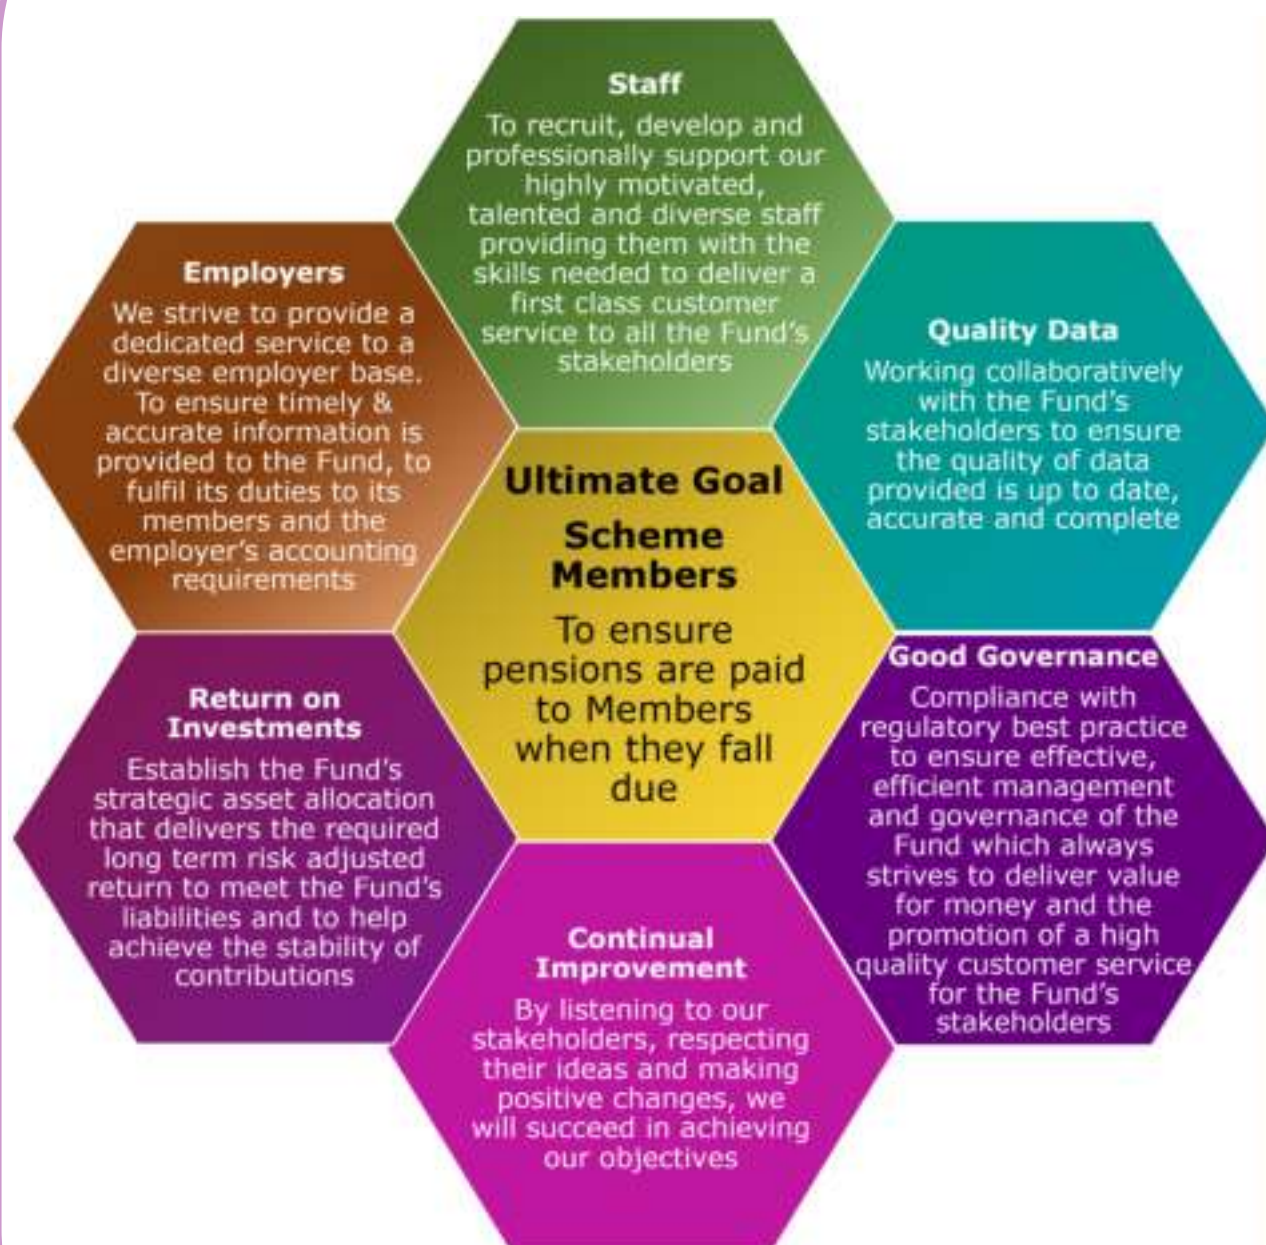 Staff
To recruit, develop and
professionally support our
highly motivated,
talented and diverse staff
providing them with the
skills needed to deliver a
first class customer
service to all the Fund's
stakeholders
Employers
We strive to provide a
dedicated service to a
diverse employer base.
To ensure timely &
accurate information is
provided to the Fund, to
fulfil its duties to its
members and the
employer's accounting
requirements
Quality Data
Working collaboratively
with the Fund's
stakeholders to ensure
the quality of data
provided is up to date,
accurate and complete
Ultimate Goal
Scheme
Members
To ensure
pensions are paid
to Members
when they fall
due
Return on
Investments
Establish the Fund's
strategic asset allocation
that delivers the required
long term risk adjusted
return to meet the Fund's
liabilities and to help
achieve the stability of
contributions
Good Governance
Compliance with
regulatory best practice
to ensure effective,
efficient management
and governance of the
Fund which always
strives to deliver value
for money and the
promotion of a high
quality customer service
for the Fund's
stakeholders
Continual
Improvement
By listening to our
stakeholders, respecting
their ideas and making
positive changes, we
will succeed in achieving
our objectives